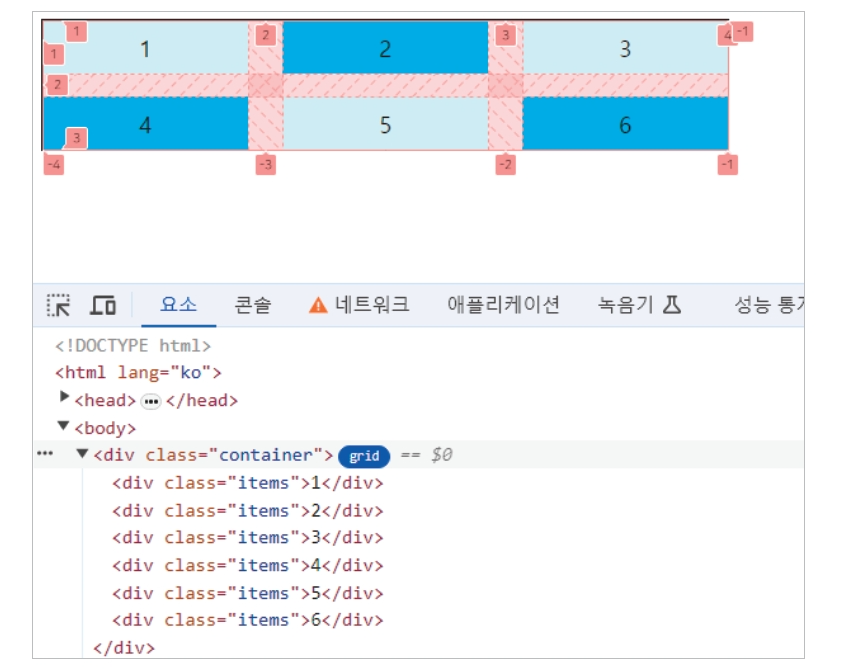 1 2 3 4 -1
1 1 2 3
2
4 5 6
3
-4 -3 -2 -1
요소 콘솔 네트워크 애플리케이션 녹음기 성능 통
<!DOCTYPE html>
<html lang="ko">
<head> ••• </head>
<body>
••• <div class="container"> grid == $0
<div class="items">1</div>
<div class="items">2</div>
<div class="items">3</div>
<div class="items">4</div>
<div class="items">5</div>
<div class="items">6</div>
</div>